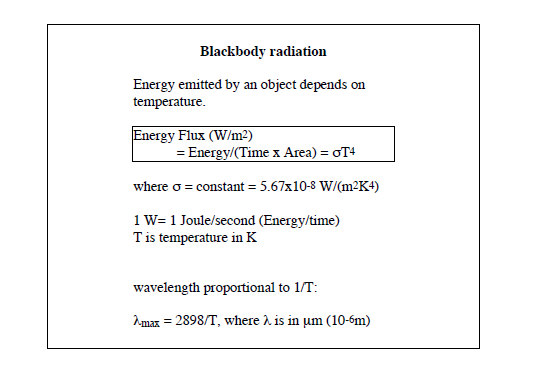 Blackbody radiation
Energy emitted by an object depends on
temperature.
Energy Flux (W/m2)
= Energy/(Time x Area) = σT4
where σ = constant = 5.67x10-8 W/(m2K4)
1 W= 1 Joule/second (Energy/time)
T is temperature in K
wavelength proportional to 1/T:
λmax = 2898/T, where λ is in μm (10-6m)